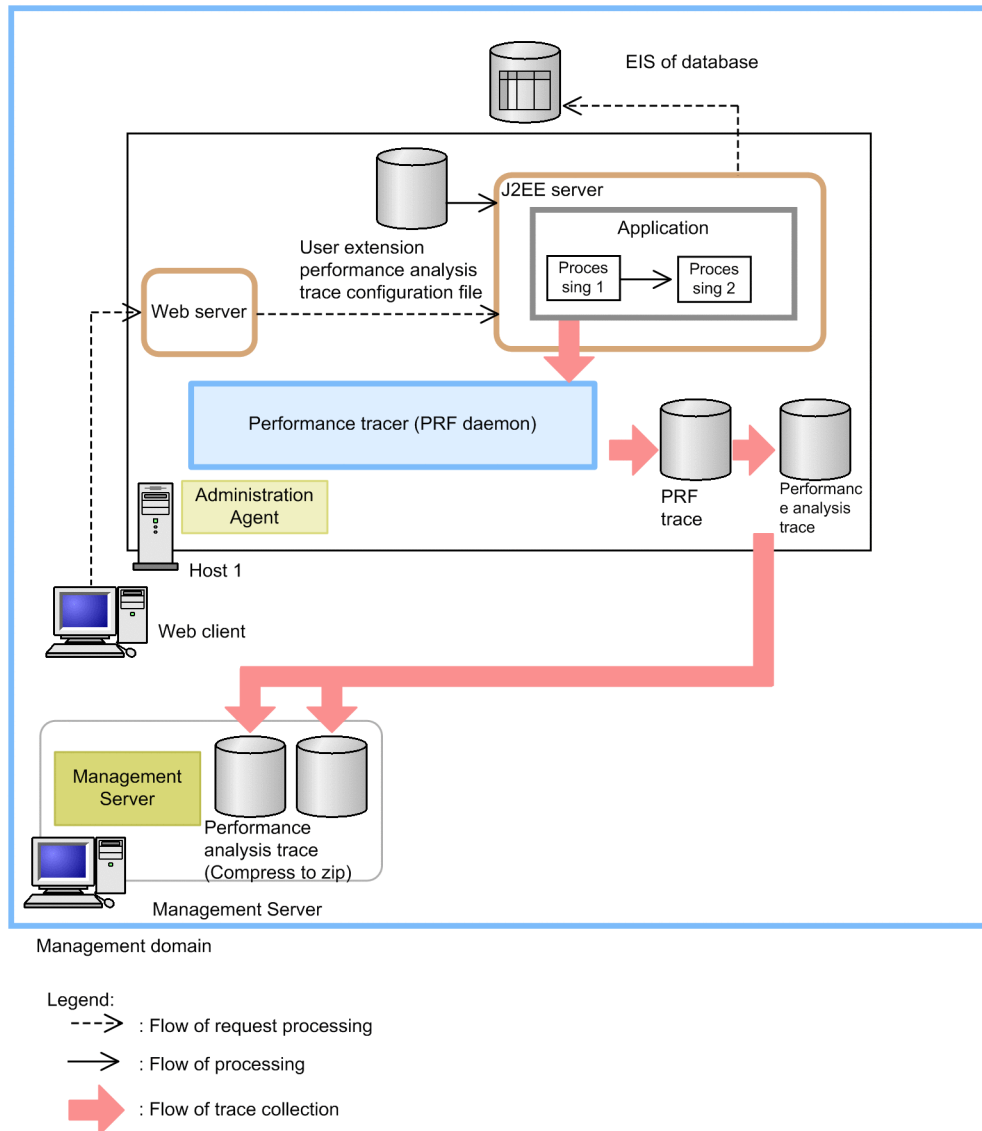 EIS of database
J2EE server
Application
User extension
performance analysis
trace configuration file
Proces
sing 1
Proces
sing 2
Web server
Performance tracer (PRF daemon)
Administration
Agent
PRF
trace
Performanc
e analysis
trace
Host 1
Web client
Management
Server
Performance
analysis trace
(Compress to zip)
Management Server
Management domain
Legend:
: Flow of request processing
: Flow of processing
: Flow of trace collection